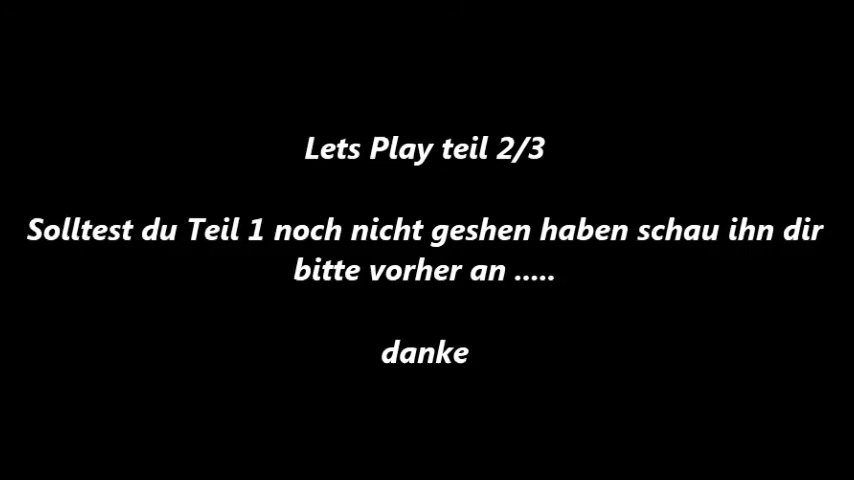 Lets Play teil 2/3
Solltest du Teil 1 noch nicht geshen haben schau ihn dir
bitte vorher an .....
danke